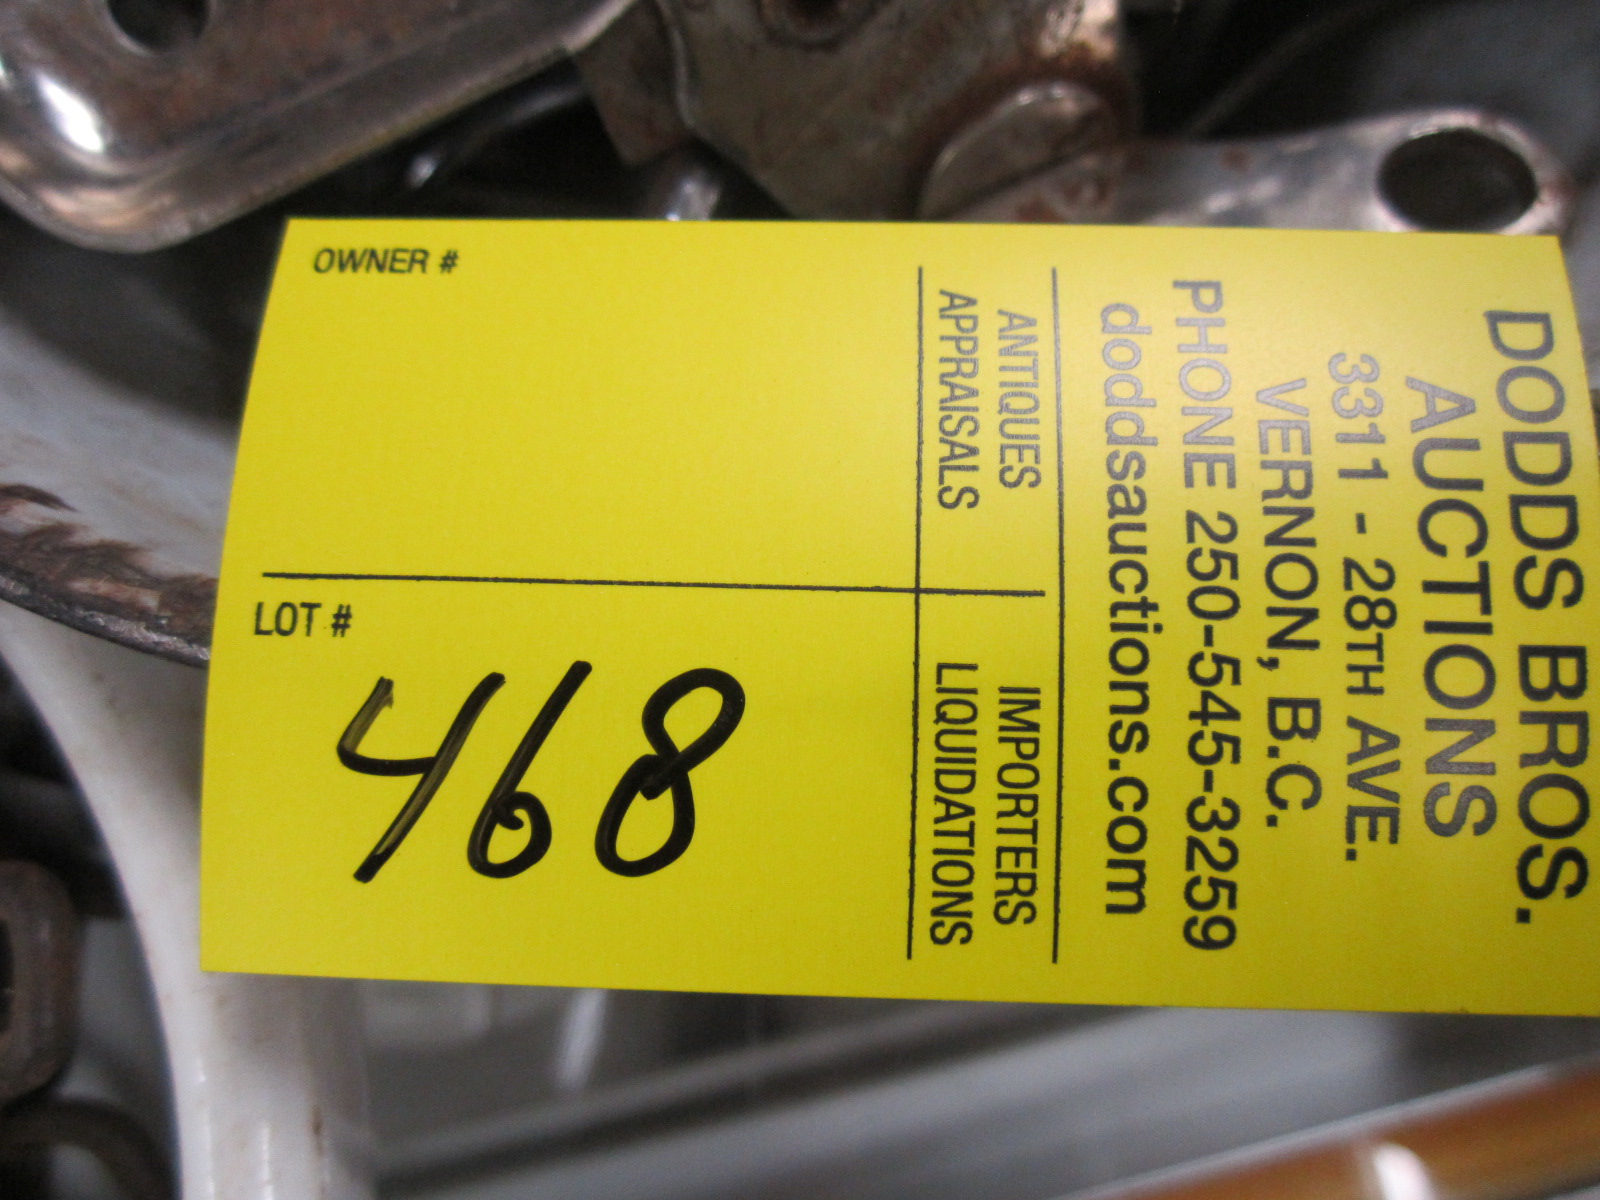 DODDS BROS.
AUCTIONS
3311 - 28TH AVE.
VERNON, B.C.
PHONE 250-545-3259
doddsauctions.com
ANTIQUES IMPORTERS
APPRAISALS LIQUIDATIONS
OWNER #
LOT #
468